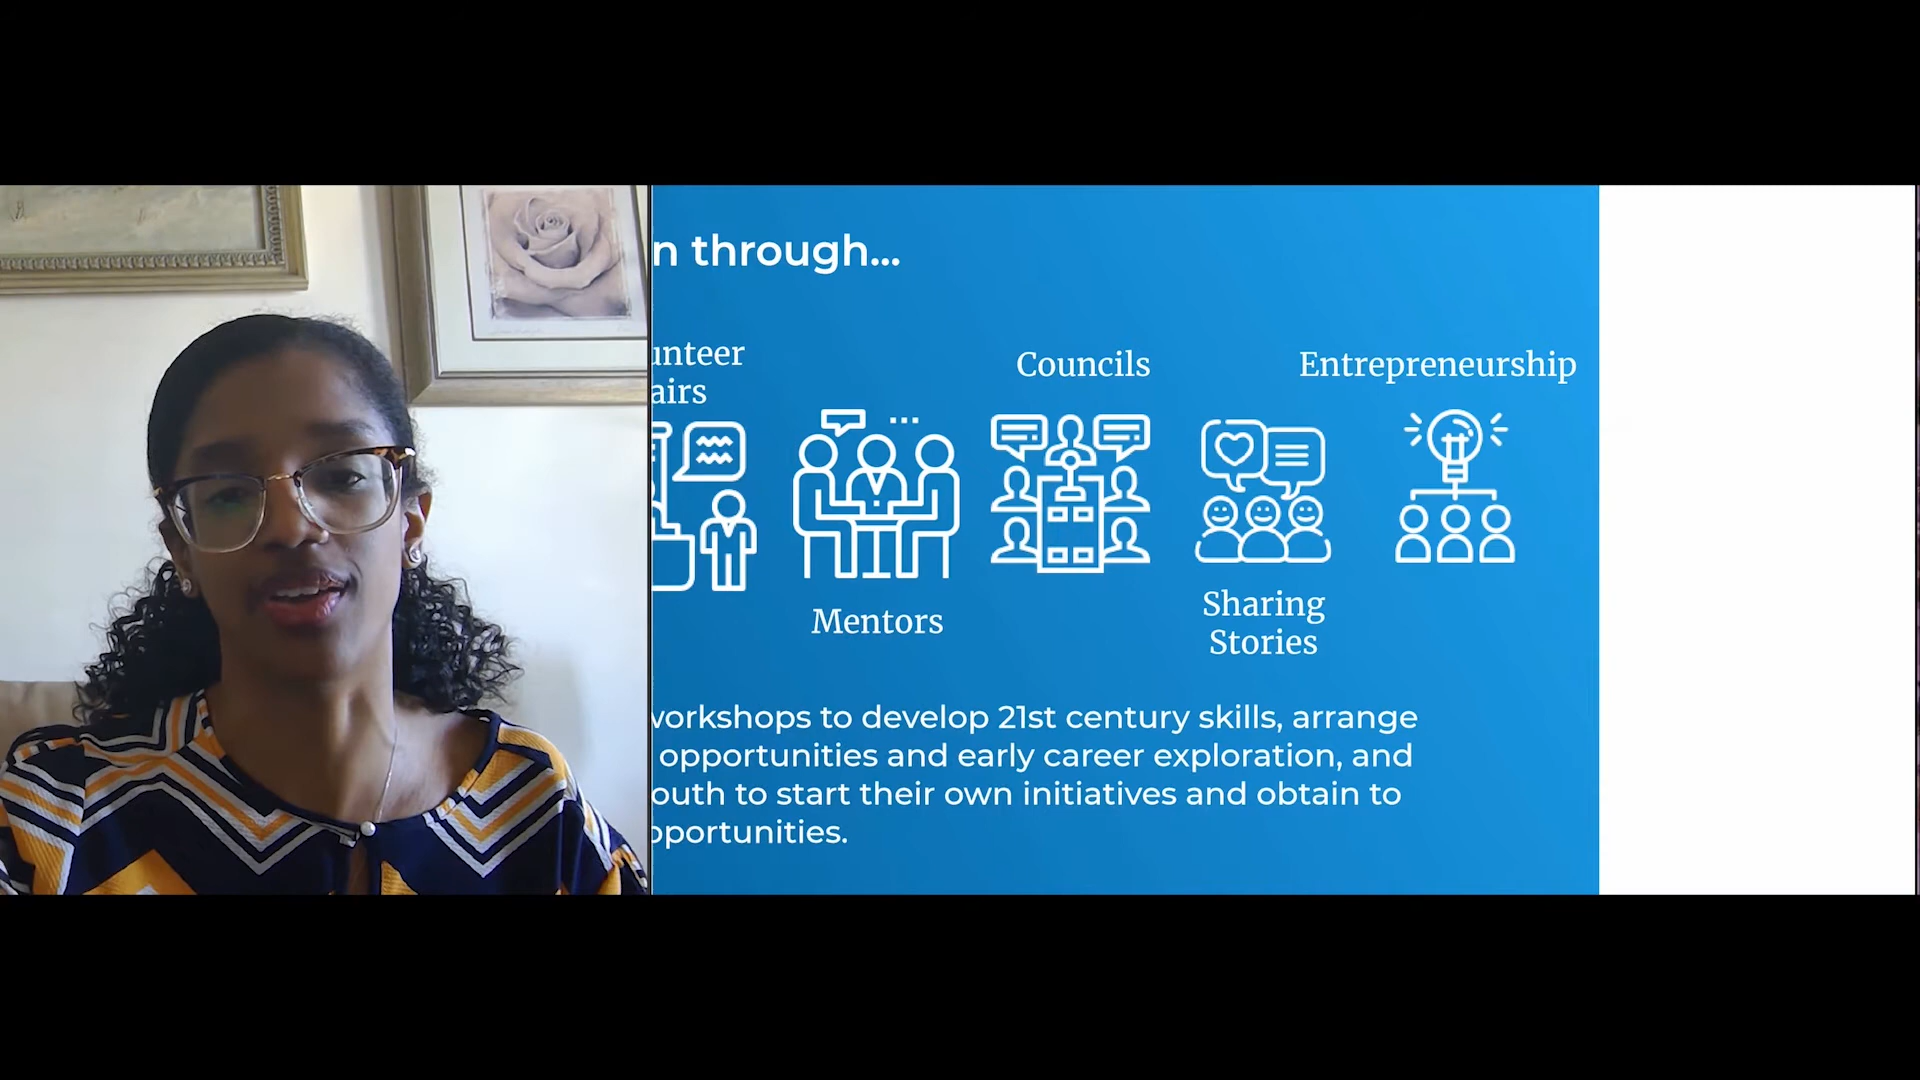 n through...
unteer
airs
Councils
Entrepreneurship
Mentors
Sharing
Stories
workshops to develop 21st century skills, arrange
opportunities and early career exploration, and
outh to start their own initiatives and obtain to
pportunities.